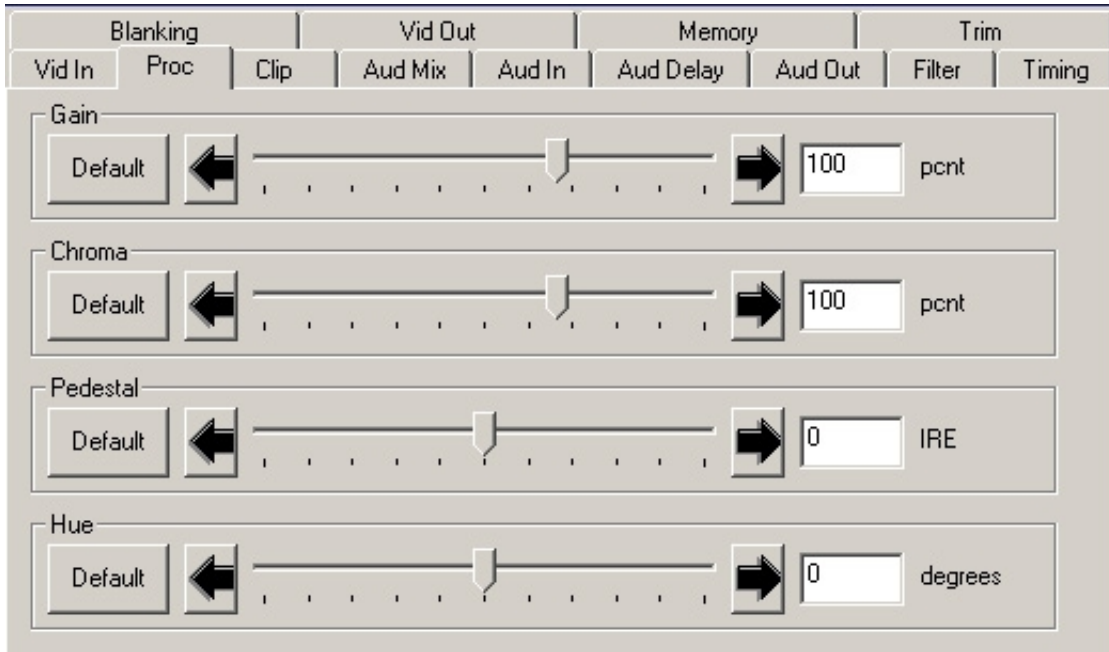 Blanking Vid Out Memory Trim
Vid In Proc Clip Aud Mix Aud In Aud Delay Aud Out Filter Timing
Gain
Default 100 pcnt
Chroma
Default 100 pcnt
Pedestal
Default 0 IRE
Hue
Default 0 degrees